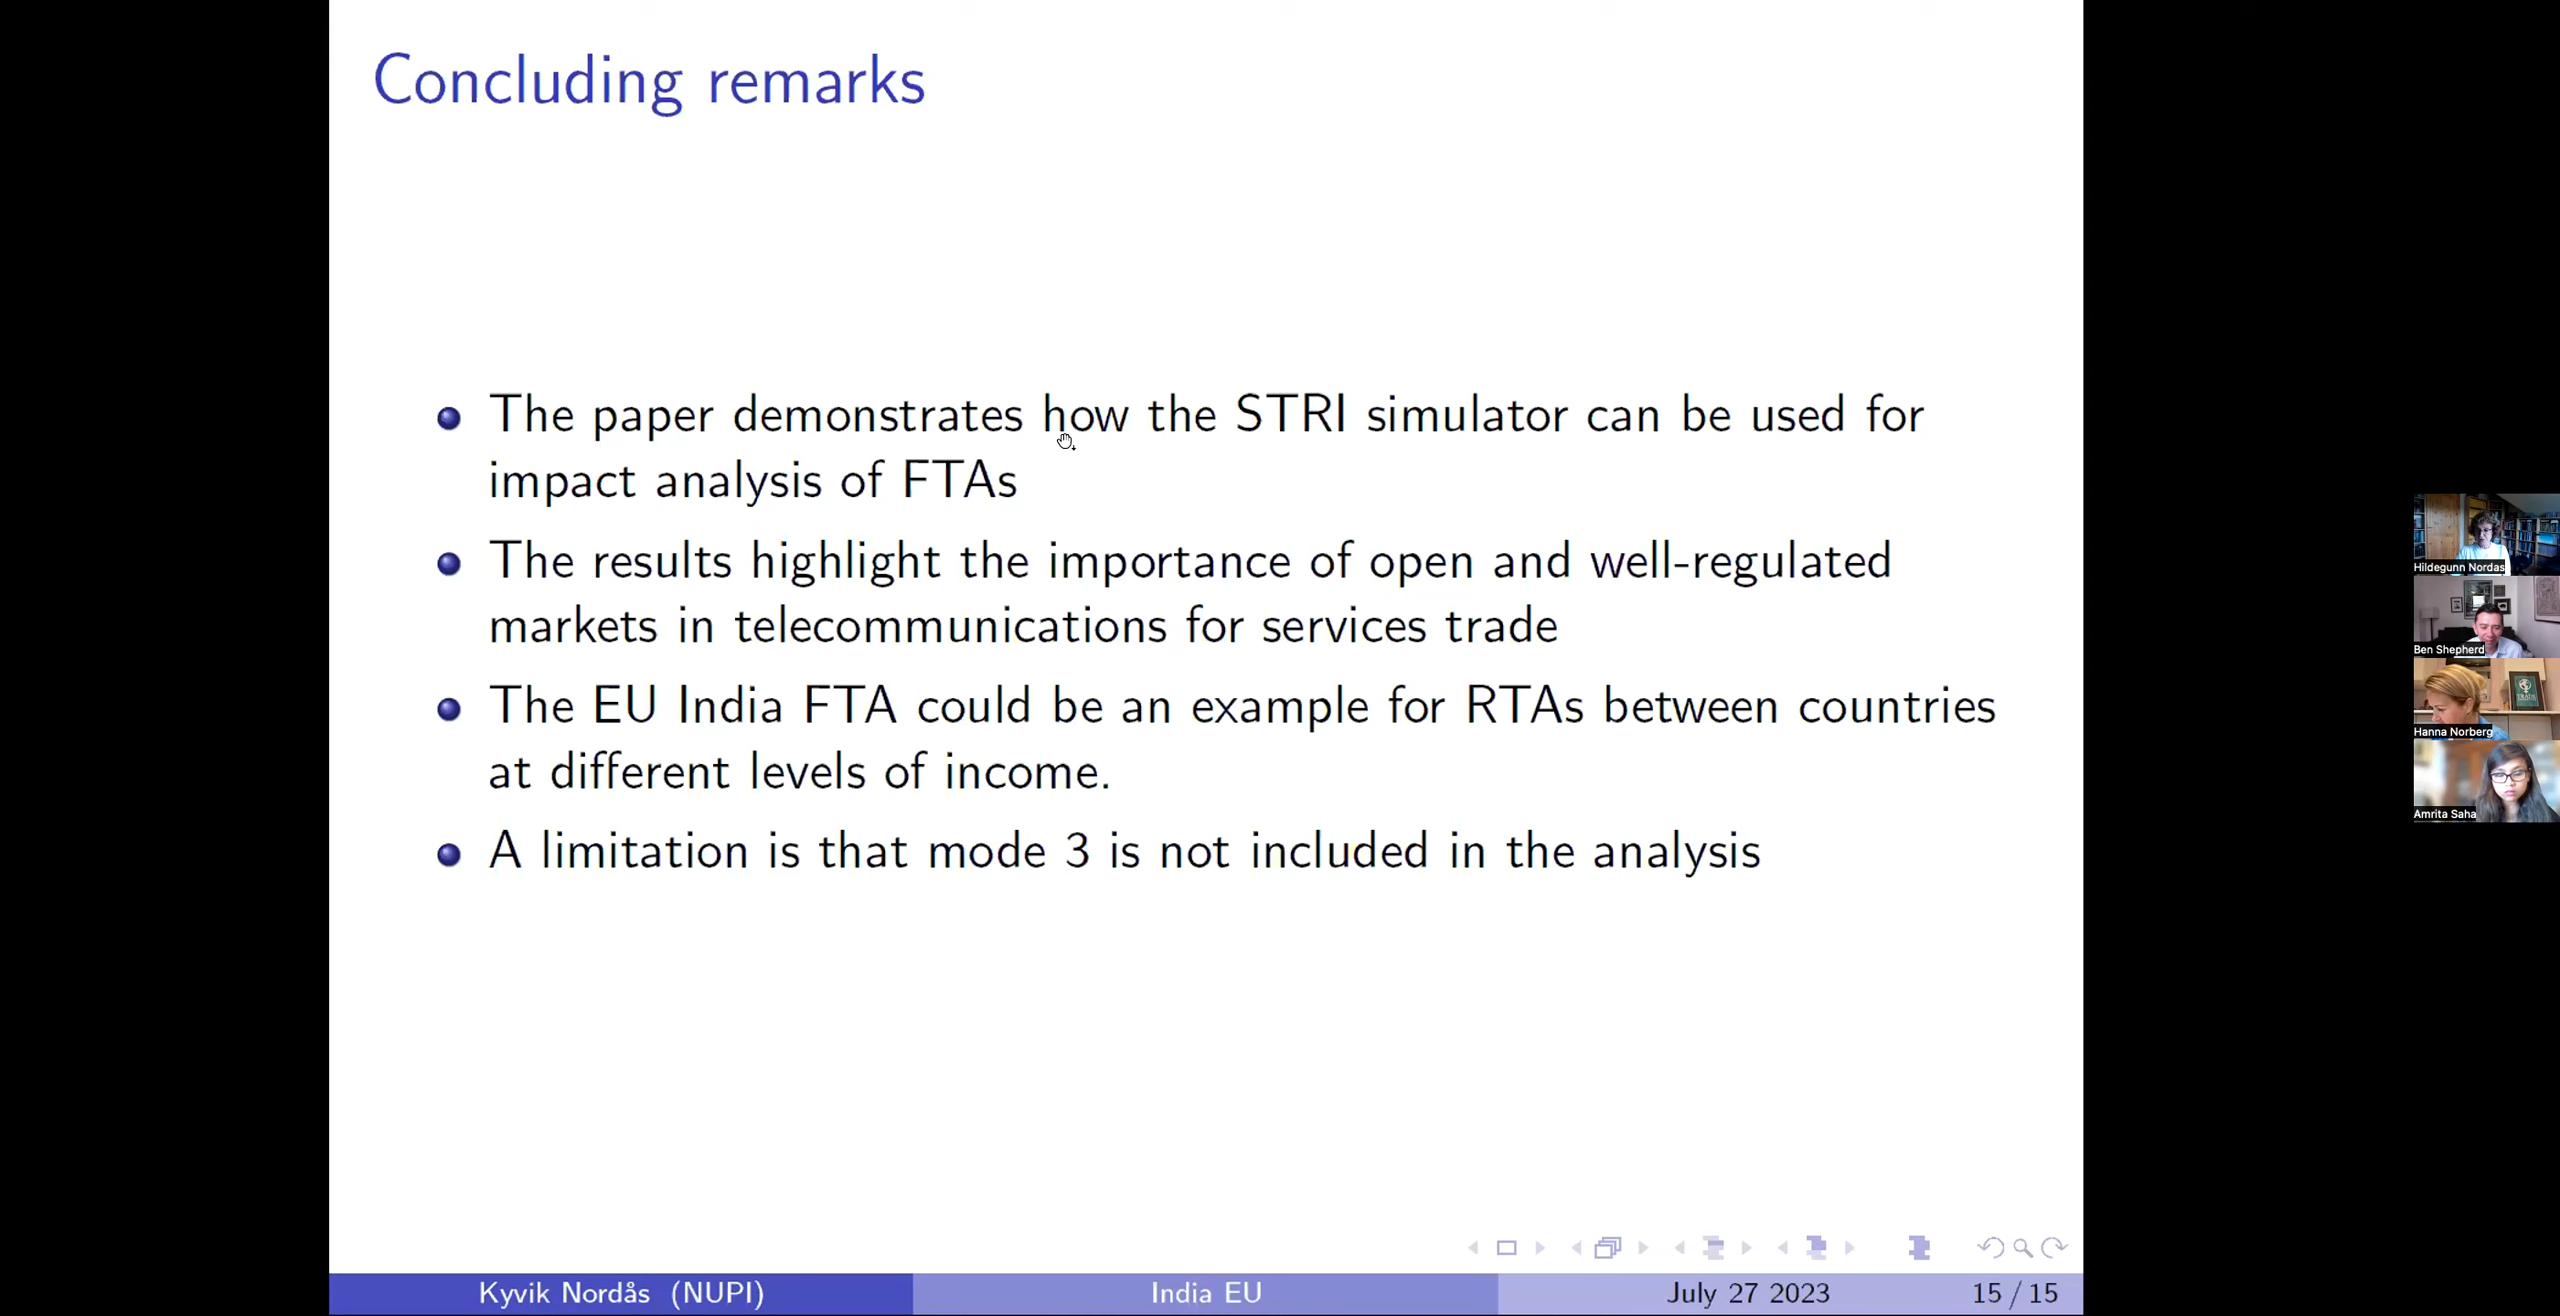 Concluding remarks
The paper demonstrates how the STRI simulator can be used for
impact analysis of FTAs
The results highlight the importance of open and well-regulated
markets in telecommunications for services trade
The EU India FTA could be an example for RTAs between countries
at different levels of income.
A limitation is that mode 3 is not included in the analysis
Kyvik Nordås (NUPI)
India EU
July 27 2023
15 / 15
Hildegunn Nordas
Ben Shepherd
Hanna Norberg
Amrita Saha